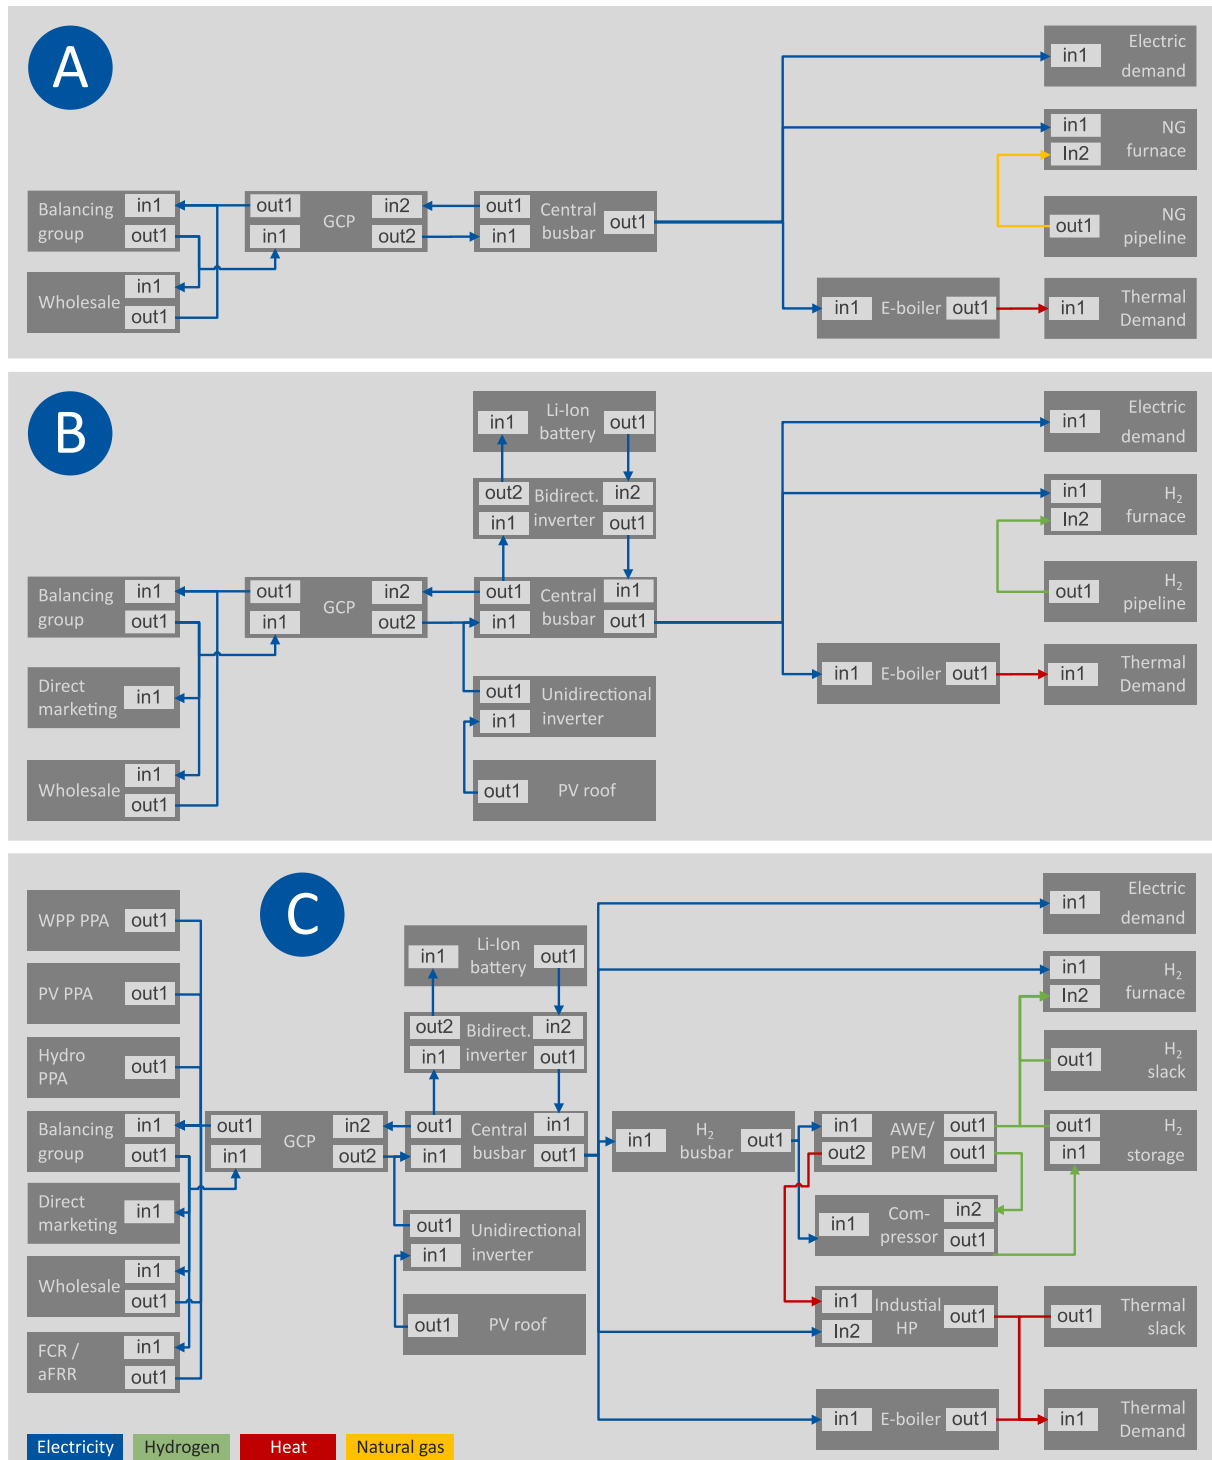 A
Electric
in1
demand
in1
NG
In2
furnace
out1
NG
pipeline
Balancing
group
in1
out1
out1
in1
GCP
in2
out2
out1
in1
Central
busbar
out1
Wholesale
in1
out1
in1
E-boiler
out1
in1
Thermal
Demand
B
in1
Li-Ion
battery
out1
out2
Bidirect.
in2
in1
inverter
out1
in1
Electric
demand
in1
H2
In2
furnace
out1
H2
pipeline
Balancing
group
in1
out1
out1
in1
GCP
in2
out2
out1
in1
Central
busbar
in1
out1
Direct
marketing
in1
out1
in1
Unidirectional
inverter
in1
E-boiler
out1
in1
Thermal
Demand
Wholesale
in1
out1
out1
PV roof
C
WPP PPA
out1
PV PPA
out1
Hydro
PPA
out1
Balancing
group
in1
out1
Direct
marketing
in1
Wholesale
in1
out1
FCR /
aFRR
in1
out1
in1
Li-Ion
battery
out1
out2
Bidirect.
in2
in1
inverter
out1
out1
in1
GCP
in2
out2
out1
in1
Central
busbar
in1
out1
out1
in1
Unidirectional
inverter
out1
PV roof
in1
Electric
demand
in1
H2
In2
furnace
out1
H2
slack
in1
H2
busbar
out1
in1
out2
AWE/
PEM
out1
out1
out1
in1
H2
storage
in1
Com-
pressor
in2
out1
in1
In2
Industial
HP
out1
out1
Thermal
slack
in1
E-boiler
out1
in1
Thermal
Demand
Electricity
Hydrogen
Heat
Natural gas